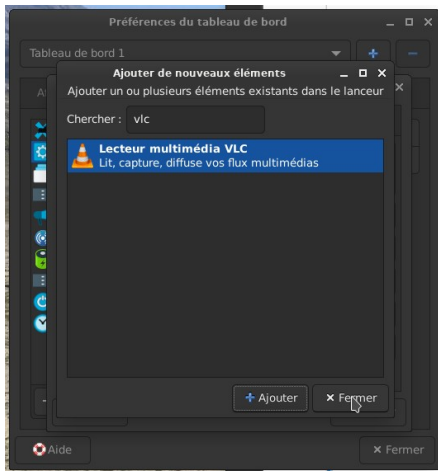 Préférences du tableau de bord
Tableau de bord 1
Ajouter de nouveaux éléments
Ajouter un ou plusieurs éléments existants dans le lanceur
Chercher : vlc
Lecteur multimédia VLC
Lit, capture, diffuse vos flux multimédias
Ajouter
Fermer
Aide
Fermer